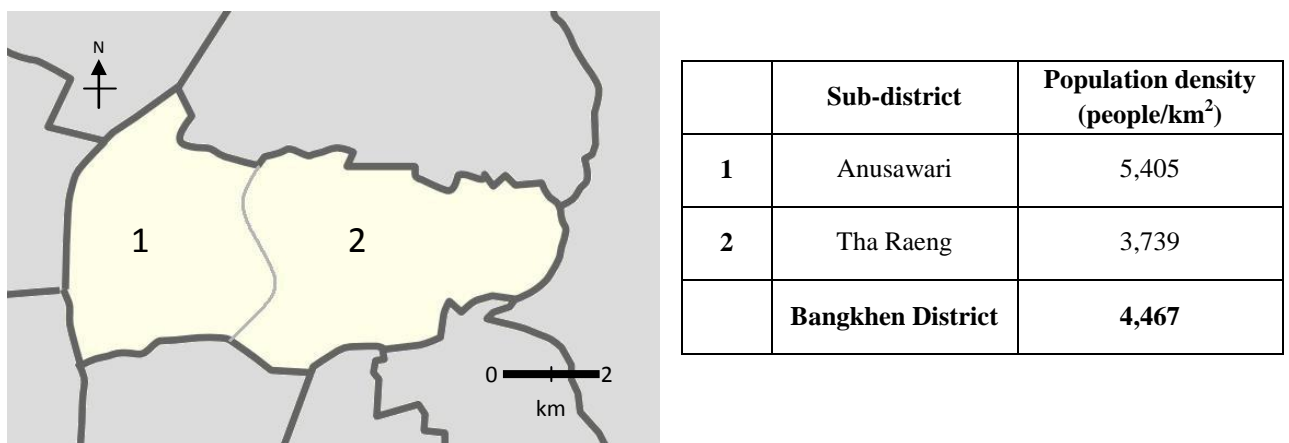 N
1
2
0 2
km
Sub-district Population density
(people/km²)
1 Anusawari 5,405
2 Tha Raeng 3,739
Bangkhen District 4,467